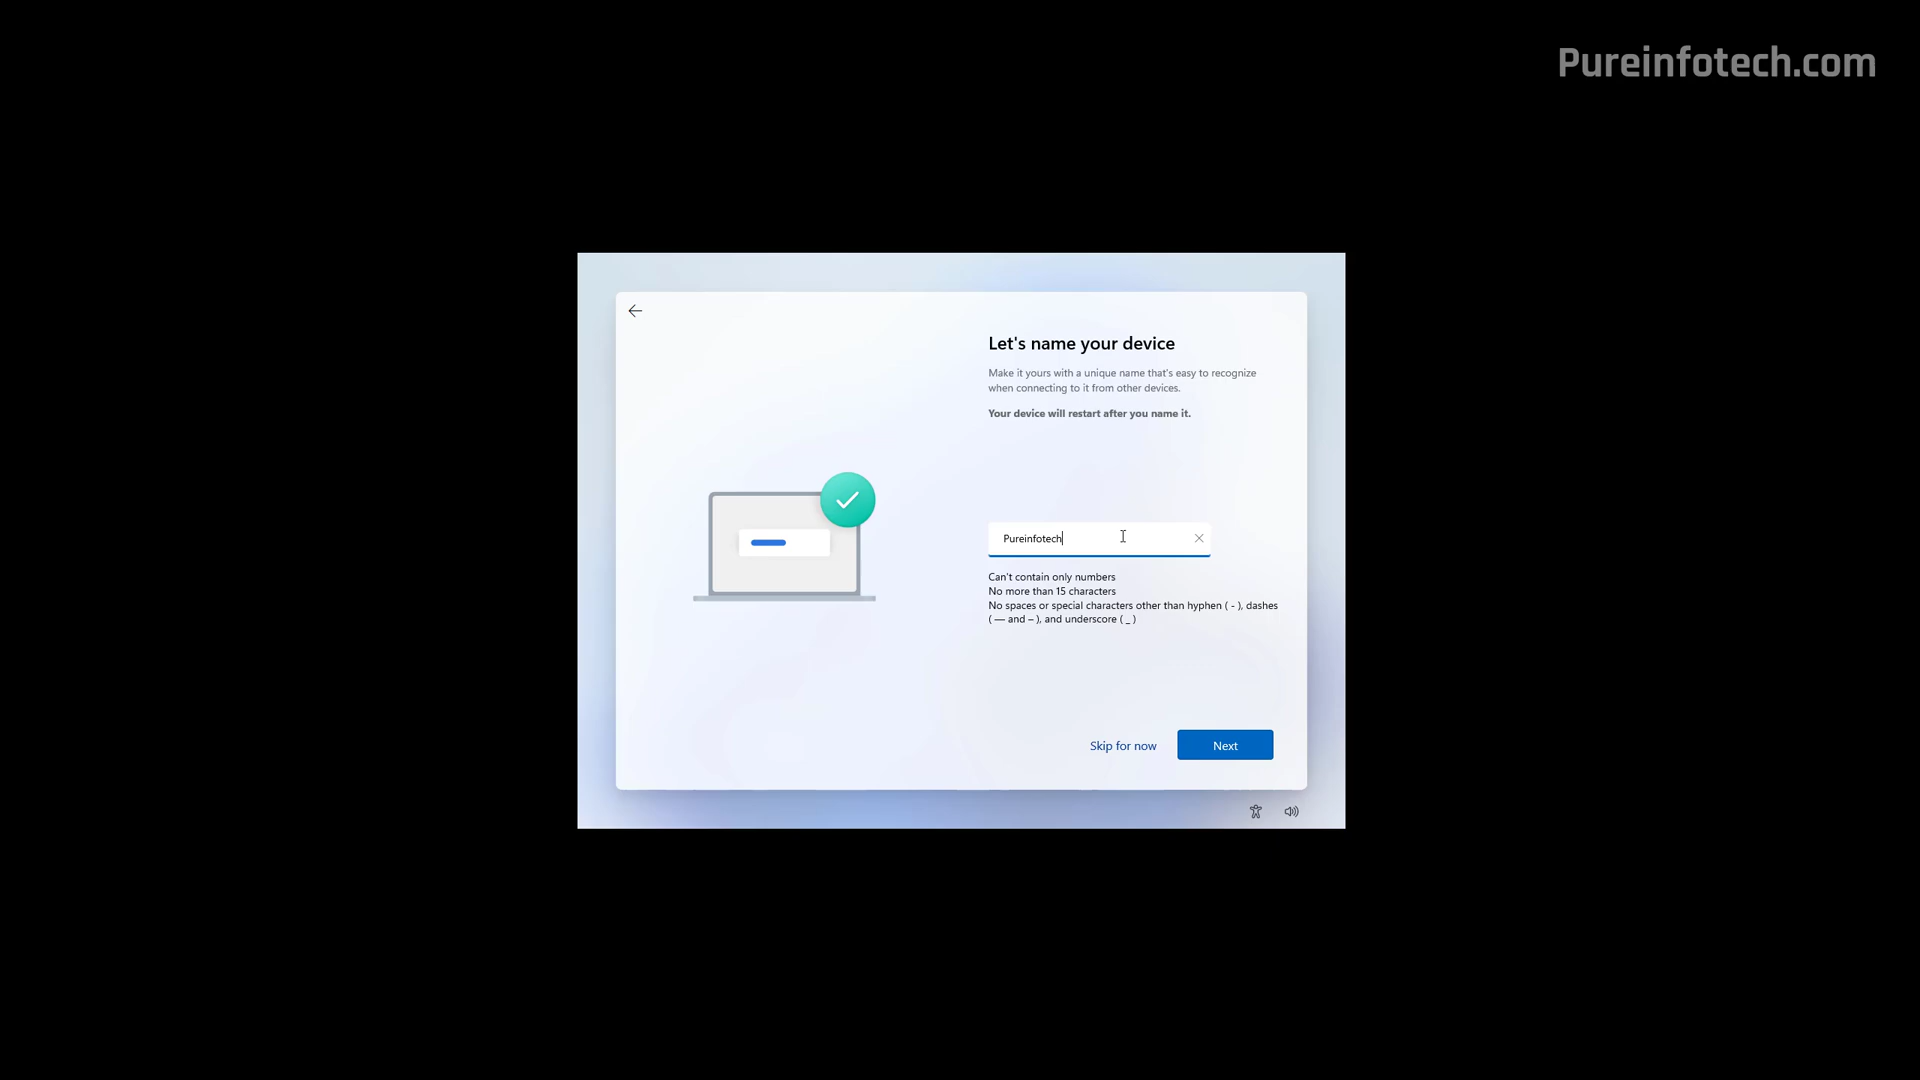 Pureinfotech.com
Let's name your device
Make it yours with a unique name that's easy to recognize
when connecting to it from other devices.
Your device will restart after you name it.
Pureinfotech
Can't contain only numbers
No more than 15 characters
No spaces or special characters other than hyphen ( - ), dashes
( — and – ), and underscore ( _ )
Skip for now
Next